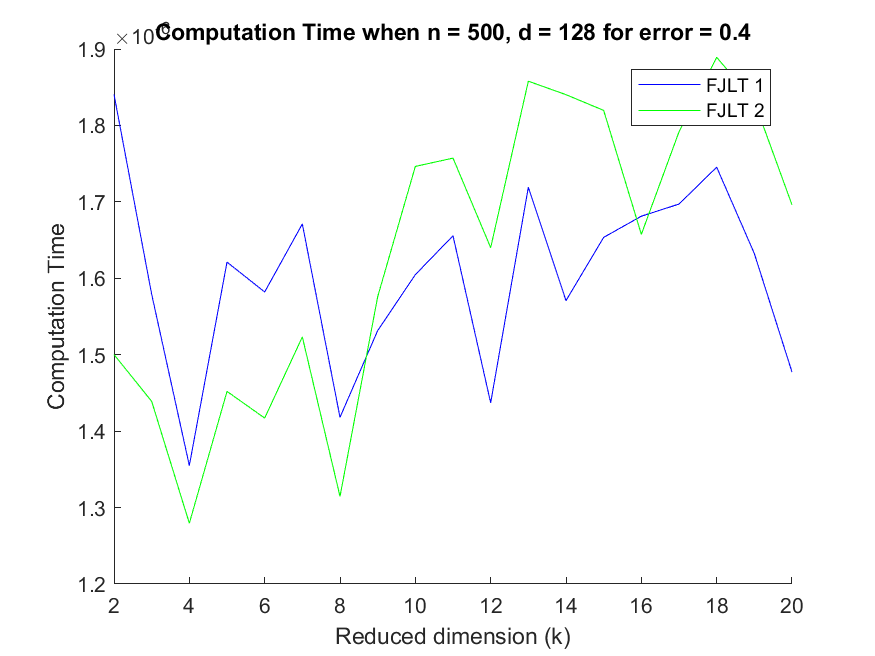 ×10
Computation Time when n = 500, d = 128 for error = 0.4
FJLT 1
FJLT 2
Computation Time
1.9
1.8
1.7
1.6
1.5
1.4
1.3
1.2
2 4 6 8 10 12 14 16 18 20
Reduced dimension (k)